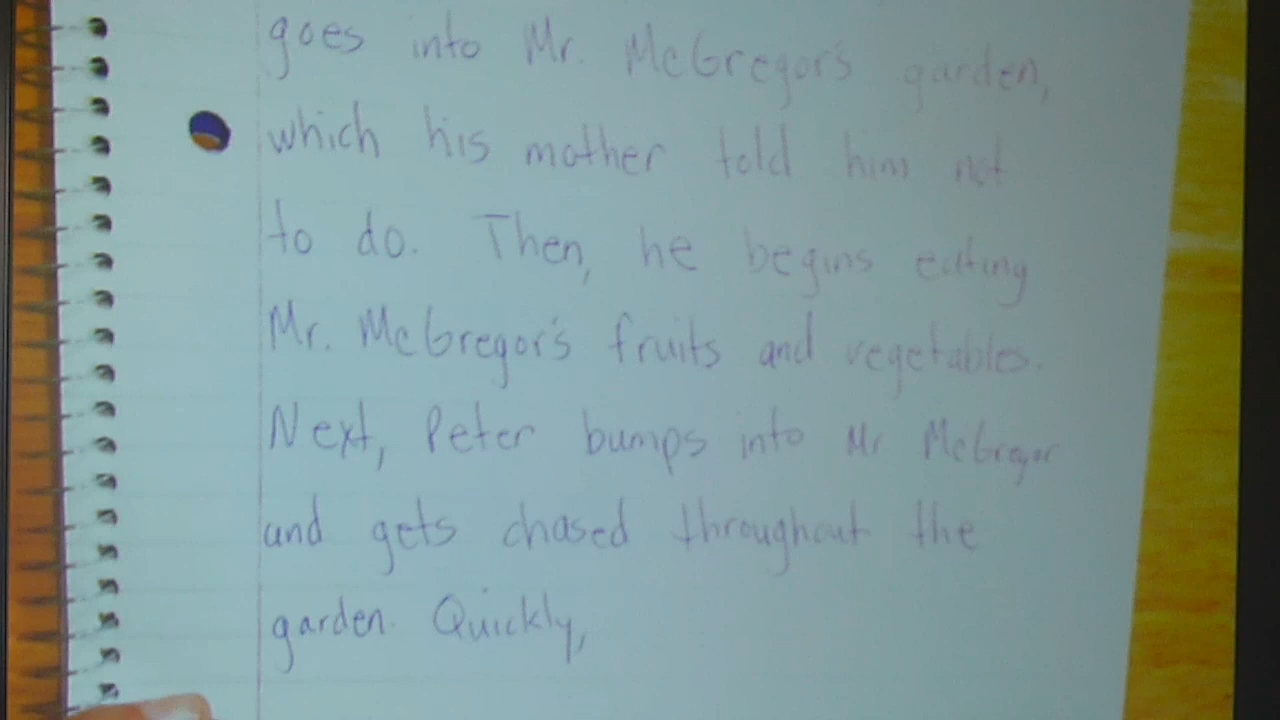 goes into Mr. McGregor's garden,
which his mother told him not
to do. Then, he begins eating
Mr. McGregor's fruits and vegetables.
Next, Peter bumps into Mr McGregor
and gets chased throughout the
garden. Quickly,